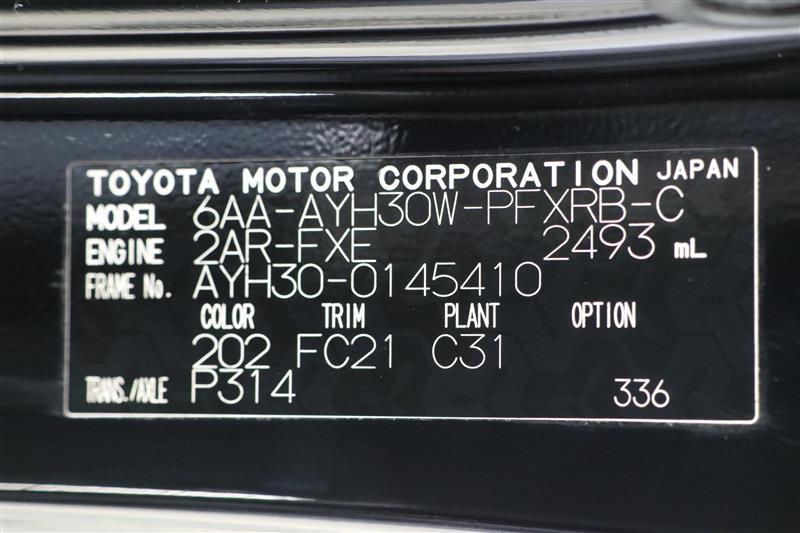 TOYOTA MOTOR CORPORATION JAPAN
MODEL 6AA-AYH30W-PFXRB-C
ENGINE 2AR-FXE 2493 mL
FRAME No. AYH30-0145410
COLOR TRIM PLANT OPTION
202 FC21 C31
TRANS./AXLE P314 336